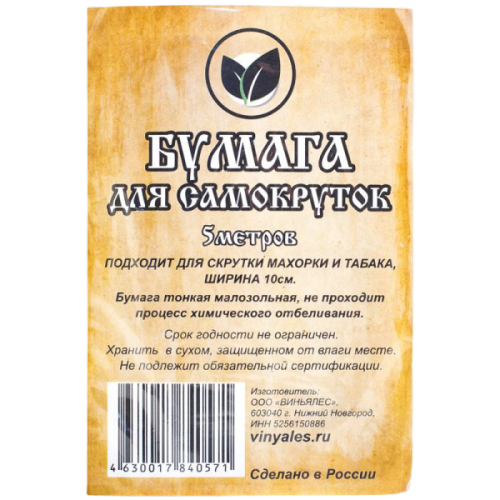 БУМАГА
ДЛЯ САМОКРУТОК
5метров
ПОДХОДИТ ДЛЯ СКРУТКИ МАХОРКИ И ТАБАКА,
ШИРИНА 10см.
Бумага тонкая малозольная, не проходит
процесс химического отбеливания.
Срок годности не ограничен.
Хранить в сухом, защищенном от влаги месте.
Не подлежит обязательной сертификации.
Изготовитель:
ООО «ВИНЬЯЛЕС»,
603040 г. Нижний Новгород,
ИНН 5256150886
vinyales.ru
4 630017 840571
Сделано в России